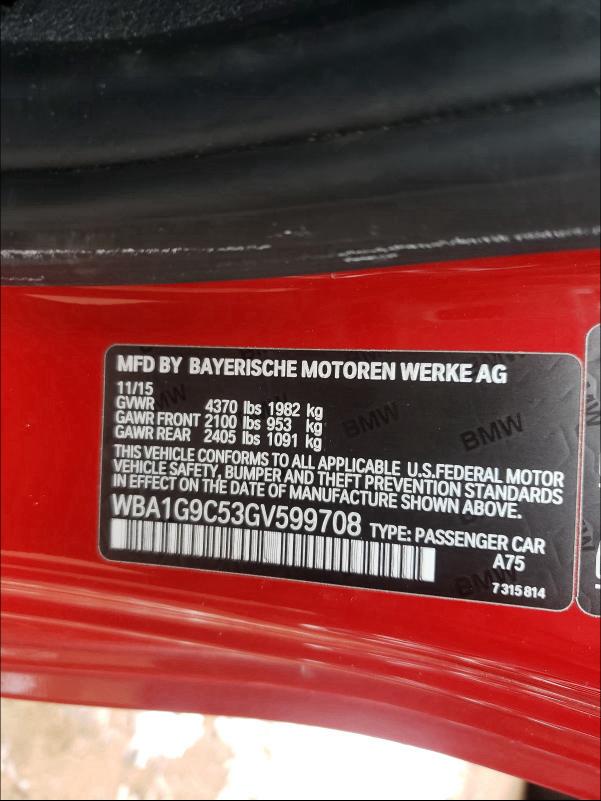 MFD BY BAYERISCHE MOTOREN WERKE AG
11/15
GVWR 4370 lbs 1982 kg
GAWR FRONT 2100 lbs 953 kg
GAWR REAR 2405 lbs 1091 kg
THIS VEHICLE CONFORMS TO ALL APPLICABLE U.S.FEDERAL MOTOR
VEHICLE SAFETY, BUMPER AND THEFT PREVENTION STANDARDS
IN EFFECT ON THE DATE OF MANUFACTURE SHOWN ABOVE.
WBA1G9C53GV599708 TYPE: PASSENGER CAR
A75
7 315 814
BMW
BMW
BMW